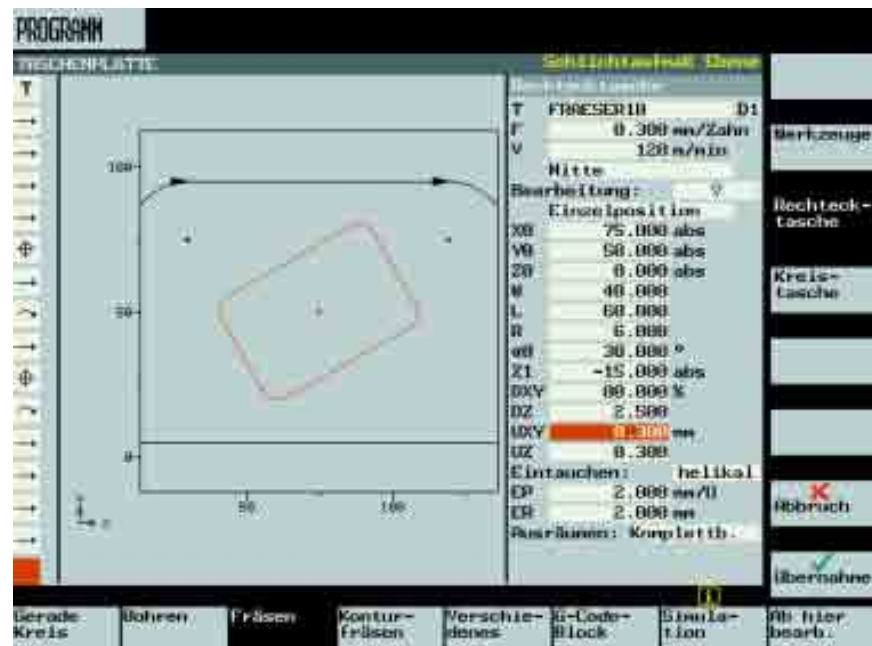 PROGRAMM
TASCHENPLATTE
Schlichtaufmaß Ebene
Rechtecktasche
T FRAESER10 D1
F 0.300 mm/Zahn
V 120 m/min
Mitte
Bearbeitung: ▽
Einzelposition
X0 75.000 abs
Y0 50.000 abs
Z0 0.000 abs
W 40.000
L 60.000
R 6.000
α0 30.000 °
Z1 -15.000 abs
DXY 80.000 %
DZ 2.500
UXY 0.300 mm
UZ 0.300
Eintauchen: helikal
EP 2.000 mm/U
ER 2.000 mm
Ausräumen: Komplettb.
100
50
0
50
100
Y
X
Werkzeuge
Rechteck-
tasche
Kreis-
tasche
Abbruch
Übernahme
Gerade
Kreis
Bohren
Fräsen
Kontur-
fräsen
Verschie-
denes
G-Code-
Block
Simula-
tion
Ab hier
bearb.